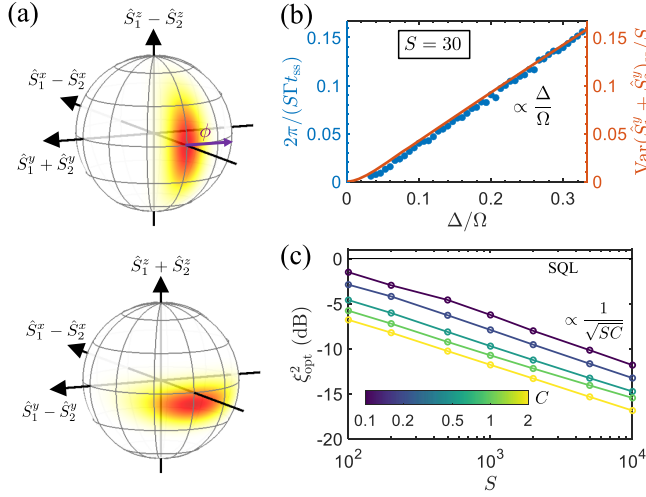 (a)
Ŝ₁ᶻ − Ŝ₂ᶻ
Ŝ₁ˣ − Ŝ₂ˣ
Ŝ₁ʸ + Ŝ₂ʸ
ϕ
Ŝ₁ᶻ + Ŝ₂ᶻ
Ŝ₁ˣ − Ŝ₂ˣ
Ŝ₁ʸ − Ŝ₂ʸ
(b)
S = 30
2π/(SΓt_ss)
0.15
0.1
0.05
0
∝ Δ/Ω
0.15
0.10
0.05
0
0
0.1
0.2
0.3
Δ/Ω
(c)
ξ²_opt (dB)
0
-5
-10
-15
-20
SQL
∝ 1/√(SC)
C
0.1
0.2
0.5
1
2
10²
10³
10⁴
S